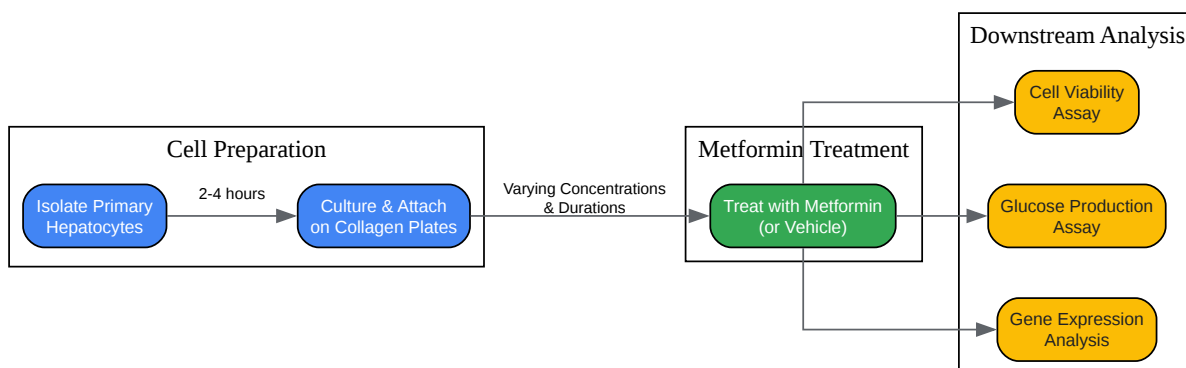 Cell Preparation
Isolate Primary
Hepatocytes
2-4 hours
Culture & Attach
on Collagen Plates
Varying Concentrations
& Durations
Metformin Treatment
Treat with Metformin
(or Vehicle)
Downstream Analysis
Cell Viability
Assay
Glucose Production
Assay
Gene Expression
Analysis